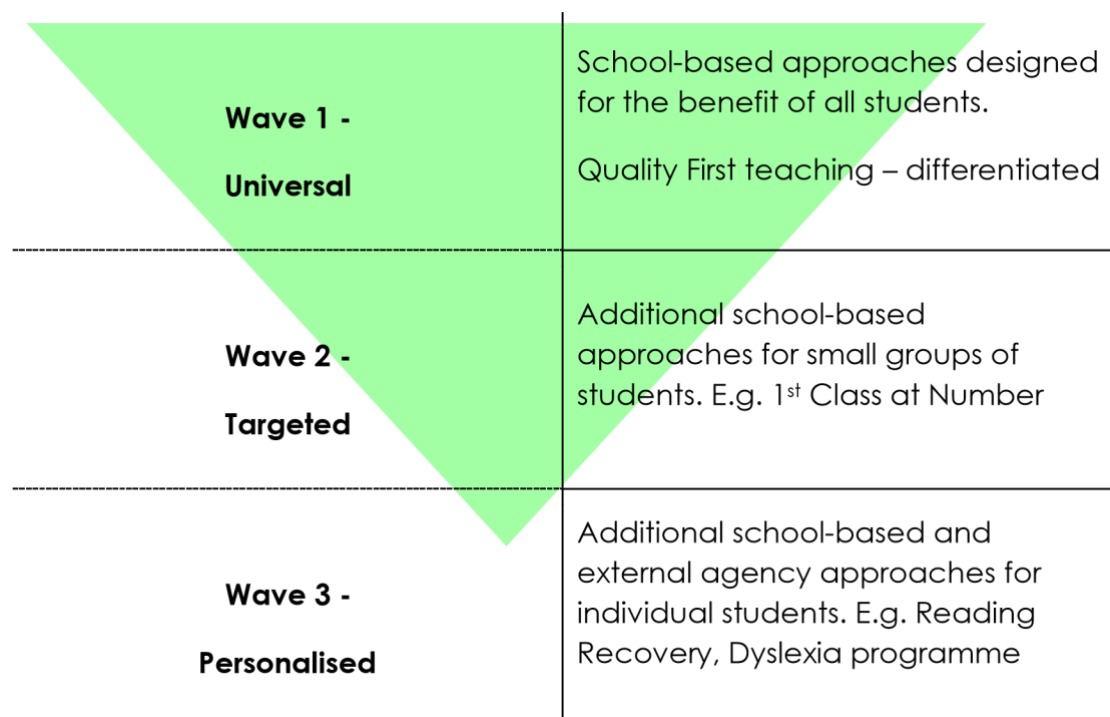 Wave 1 -
Universal
School-based approaches designed
for the benefit of all students.
Quality First teaching – differentiated
Wave 2 -
Targeted
Additional school-based
approaches for small groups of
students. E.g. 1st Class at Number
Wave 3 -
Personalised
Additional school-based and
external agency approaches for
individual students. E.g. Reading
Recovery, Dyslexia programme